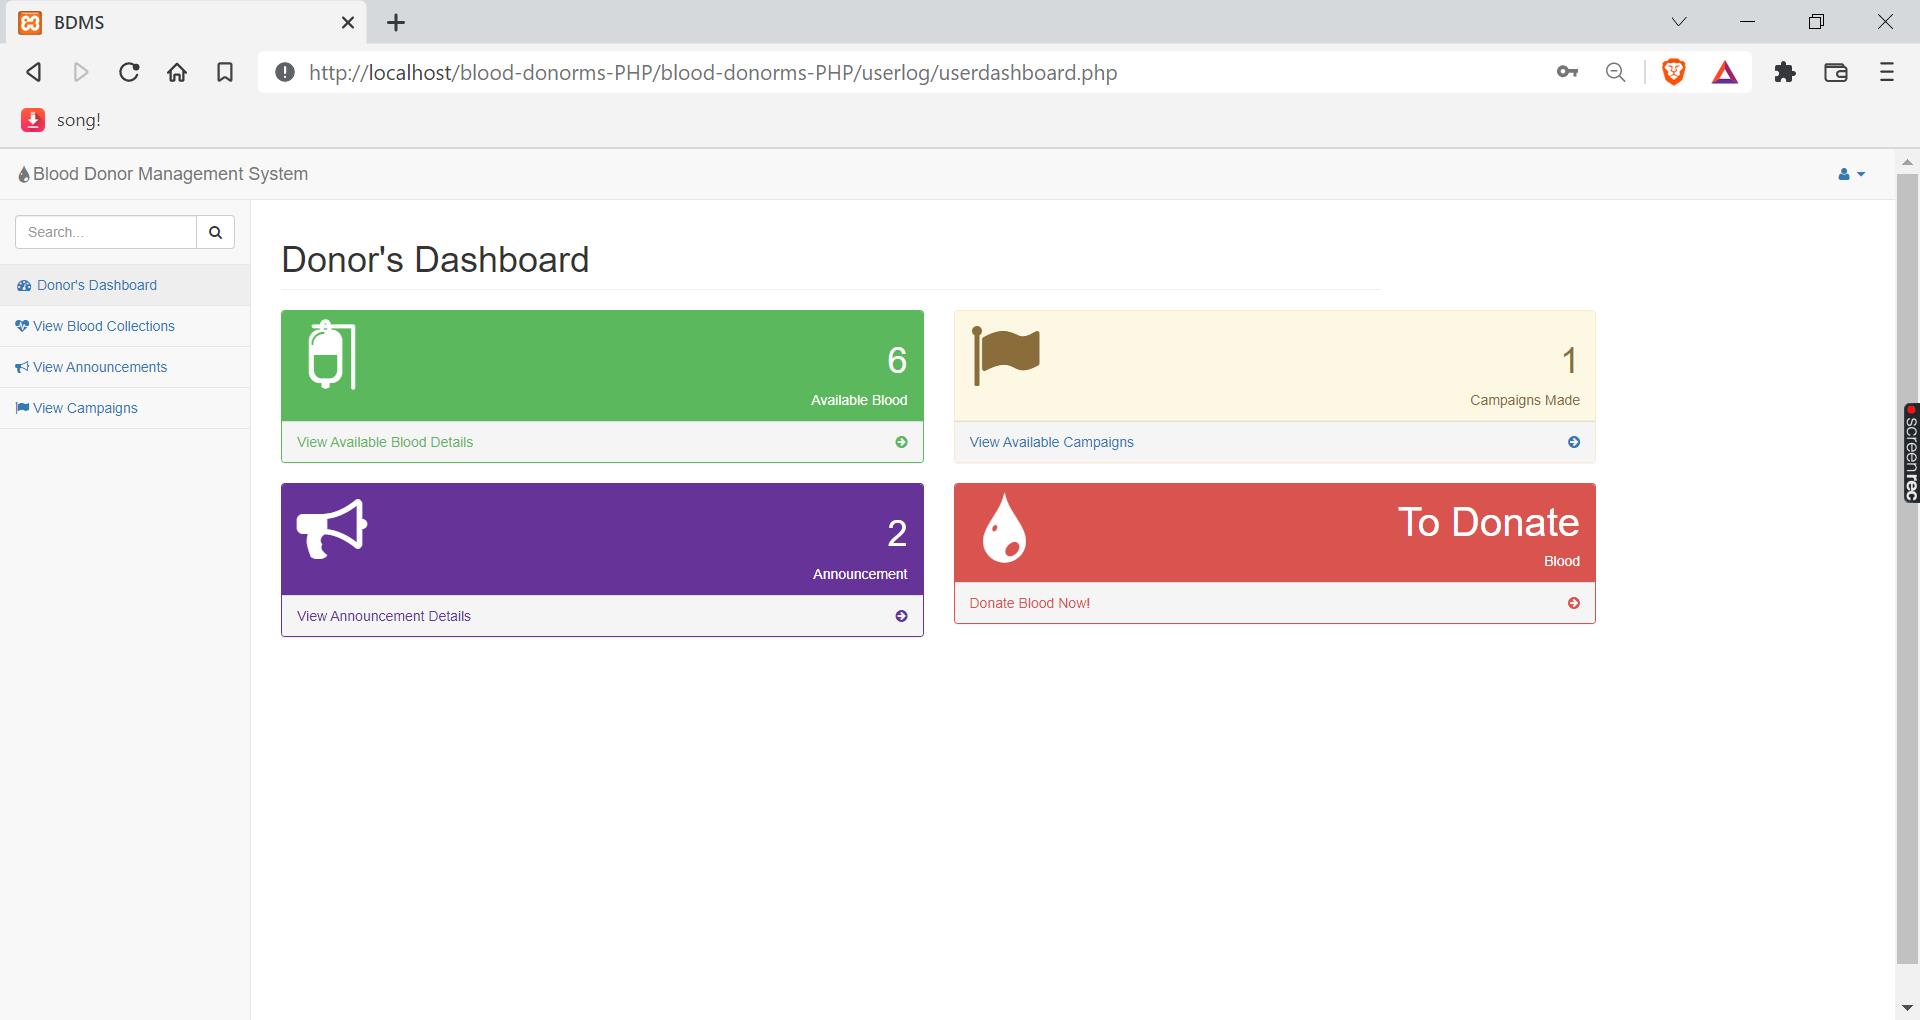 BDMS
http://localhost/blood-donorms-PHP/blood-donorms-PHP/userlog/userdashboard.php
song!
Blood Donor Management System
Search...
Donor's Dashboard
View Blood Collections
View Announcements
View Campaigns
Donor's Dashboard
6
Available Blood
View Available Blood Details
1
Campaigns Made
View Available Campaigns
2
Announcement
View Announcement Details
To Donate
Blood
Donate Blood Now!
screenrec